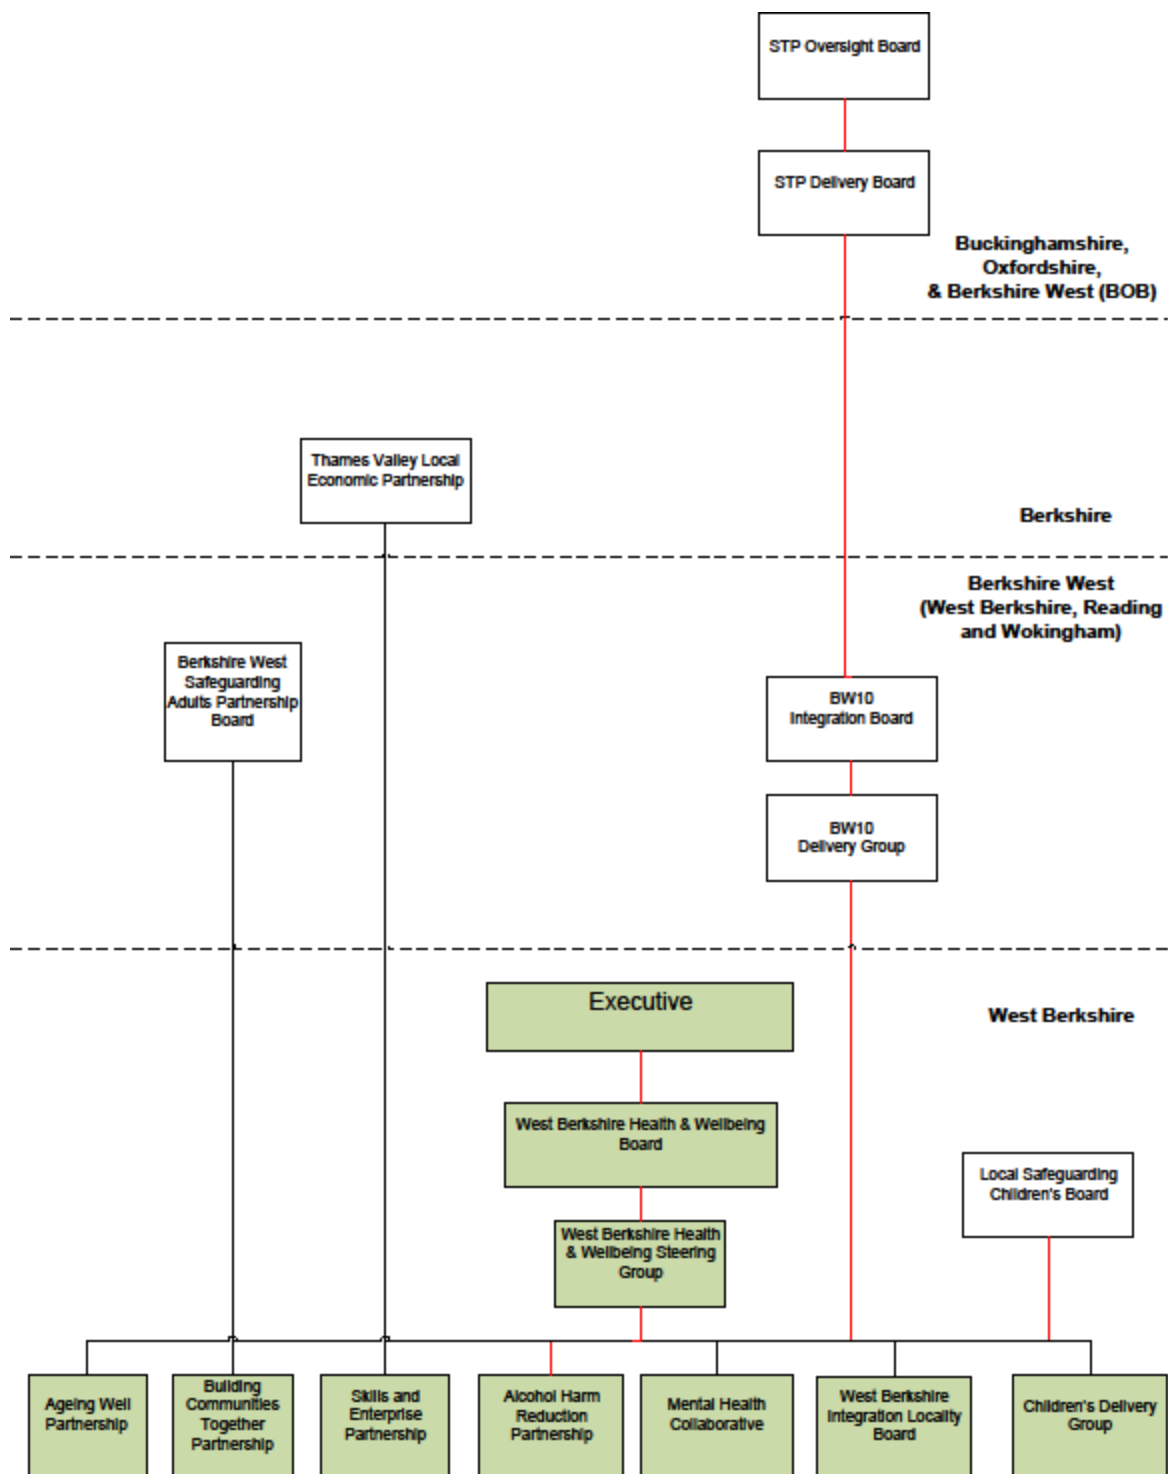 STP Oversight Board
STP Delivery Board
Buckinghamshire,
Oxfordshire,
& Berkshire West (BOB)
Thames Valley Local
Economic Partnership
Berkshire
Berkshire West
(West Berkshire, Reading
and Wokingham)
Berkshire West
Safeguarding
Adults Partnership
Board
BW10
Integration Board
BW10
Delivery Group
Executive
West Berkshire
West Berkshire Health & Wellbeing
Board
Local Safeguarding
Children's Board
West Berkshire Health
& Wellbeing Steering
Group
Ageing Well
Partnership
Building
Communities
Together
Partnership
Skills and
Enterprise
Partnership
Alcohol Harm
Reduction
Partnership
Mental Health
Collaborative
West Berkshire
Integration Locality
Board
Children's Delivery
Group